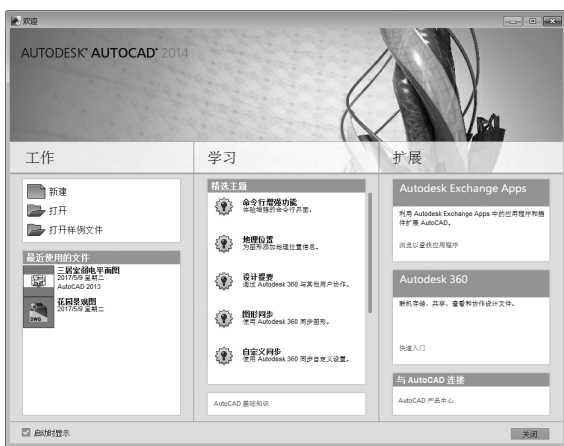 欢迎
AUTODESK® AUTOCAD® 2014
工作
新建
打开
打开样例文件
最近使用的文件
三居室弱电平面图
2017/5/9 星期二
AutoCAD 2013
花园景观图
2017/5/9 星期二
DWG
学习
精选主题
命令行增强功能
体验增强的命令行界面。
地理位置
为图形添加地理位置信息。
设计提要
通过 Autodesk 360 与其他用户协作。
图形同步
使用 Autodesk 360 同步图形。
自定义同步
使用 Autodesk 360 同步自定义设置。
AutoCAD 基础知识
扩展
Autodesk Exchange Apps
利用 Autodesk Exchange Apps 中的应用程序和插
件扩展 AutoCAD。
浏览以查找应用程序
Autodesk 360
联机存储、共享、查看和协作设计文件。
快速入门
与 AutoCAD 连接
AutoCAD 产品中心
启动时显示
关闭